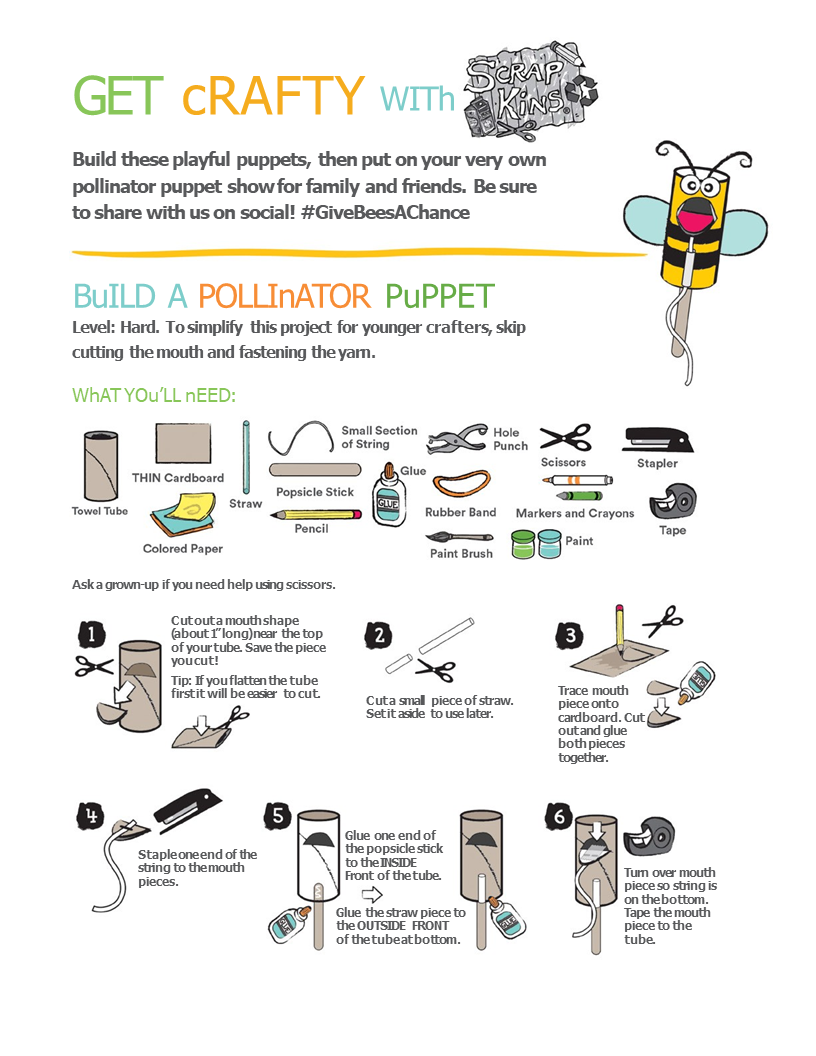 GET cRAFTY WITh SCRAP KINS®
Build these playful puppets, then put on your very own
pollinator puppet show for family and friends. Be sure
to share with us on social! #GiveBeesAChance
BuILD A POLLInATOR PuPPET
Level: Hard. To simplify this project for younger crafters, skip
cutting the mouth and fastening the yarn.
WhAT YOu'LL nEED:
Towel Tube
THIN Cardboard
Colored Paper
Straw
Small Section
of String
Popsicle Stick
Pencil
Glue
GLUE
Hole
Punch
Rubber Band
Paint Brush
Scissors
Markers and Crayons
Paint
Stapler
Tape
Ask a grown-up if you need help using scissors.
1
Cut out a mouth shape
(about 1" long) near the top
of your tube. Save the piece
you cut!
Tip: If you flatten the tube
first it will be easier to cut.
2
Cut a small piece of straw.
Set it aside to use later.
3
GLUE
Trace mouth
piece onto
cardboard. Cut
out and glue
both pieces
together.
4
Staple one end of the
string to the mouth
pieces.
5
Glue one end of
the popsicle stick
to the INSIDE
Front of the tube.
GLUE
Glue the straw piece to
the OUTSIDE FRONT
of the tube at bottom.
GLUE
6
Turn over mouth
piece so string is
on the bottom.
Tape the mouth
piece to the
tube.